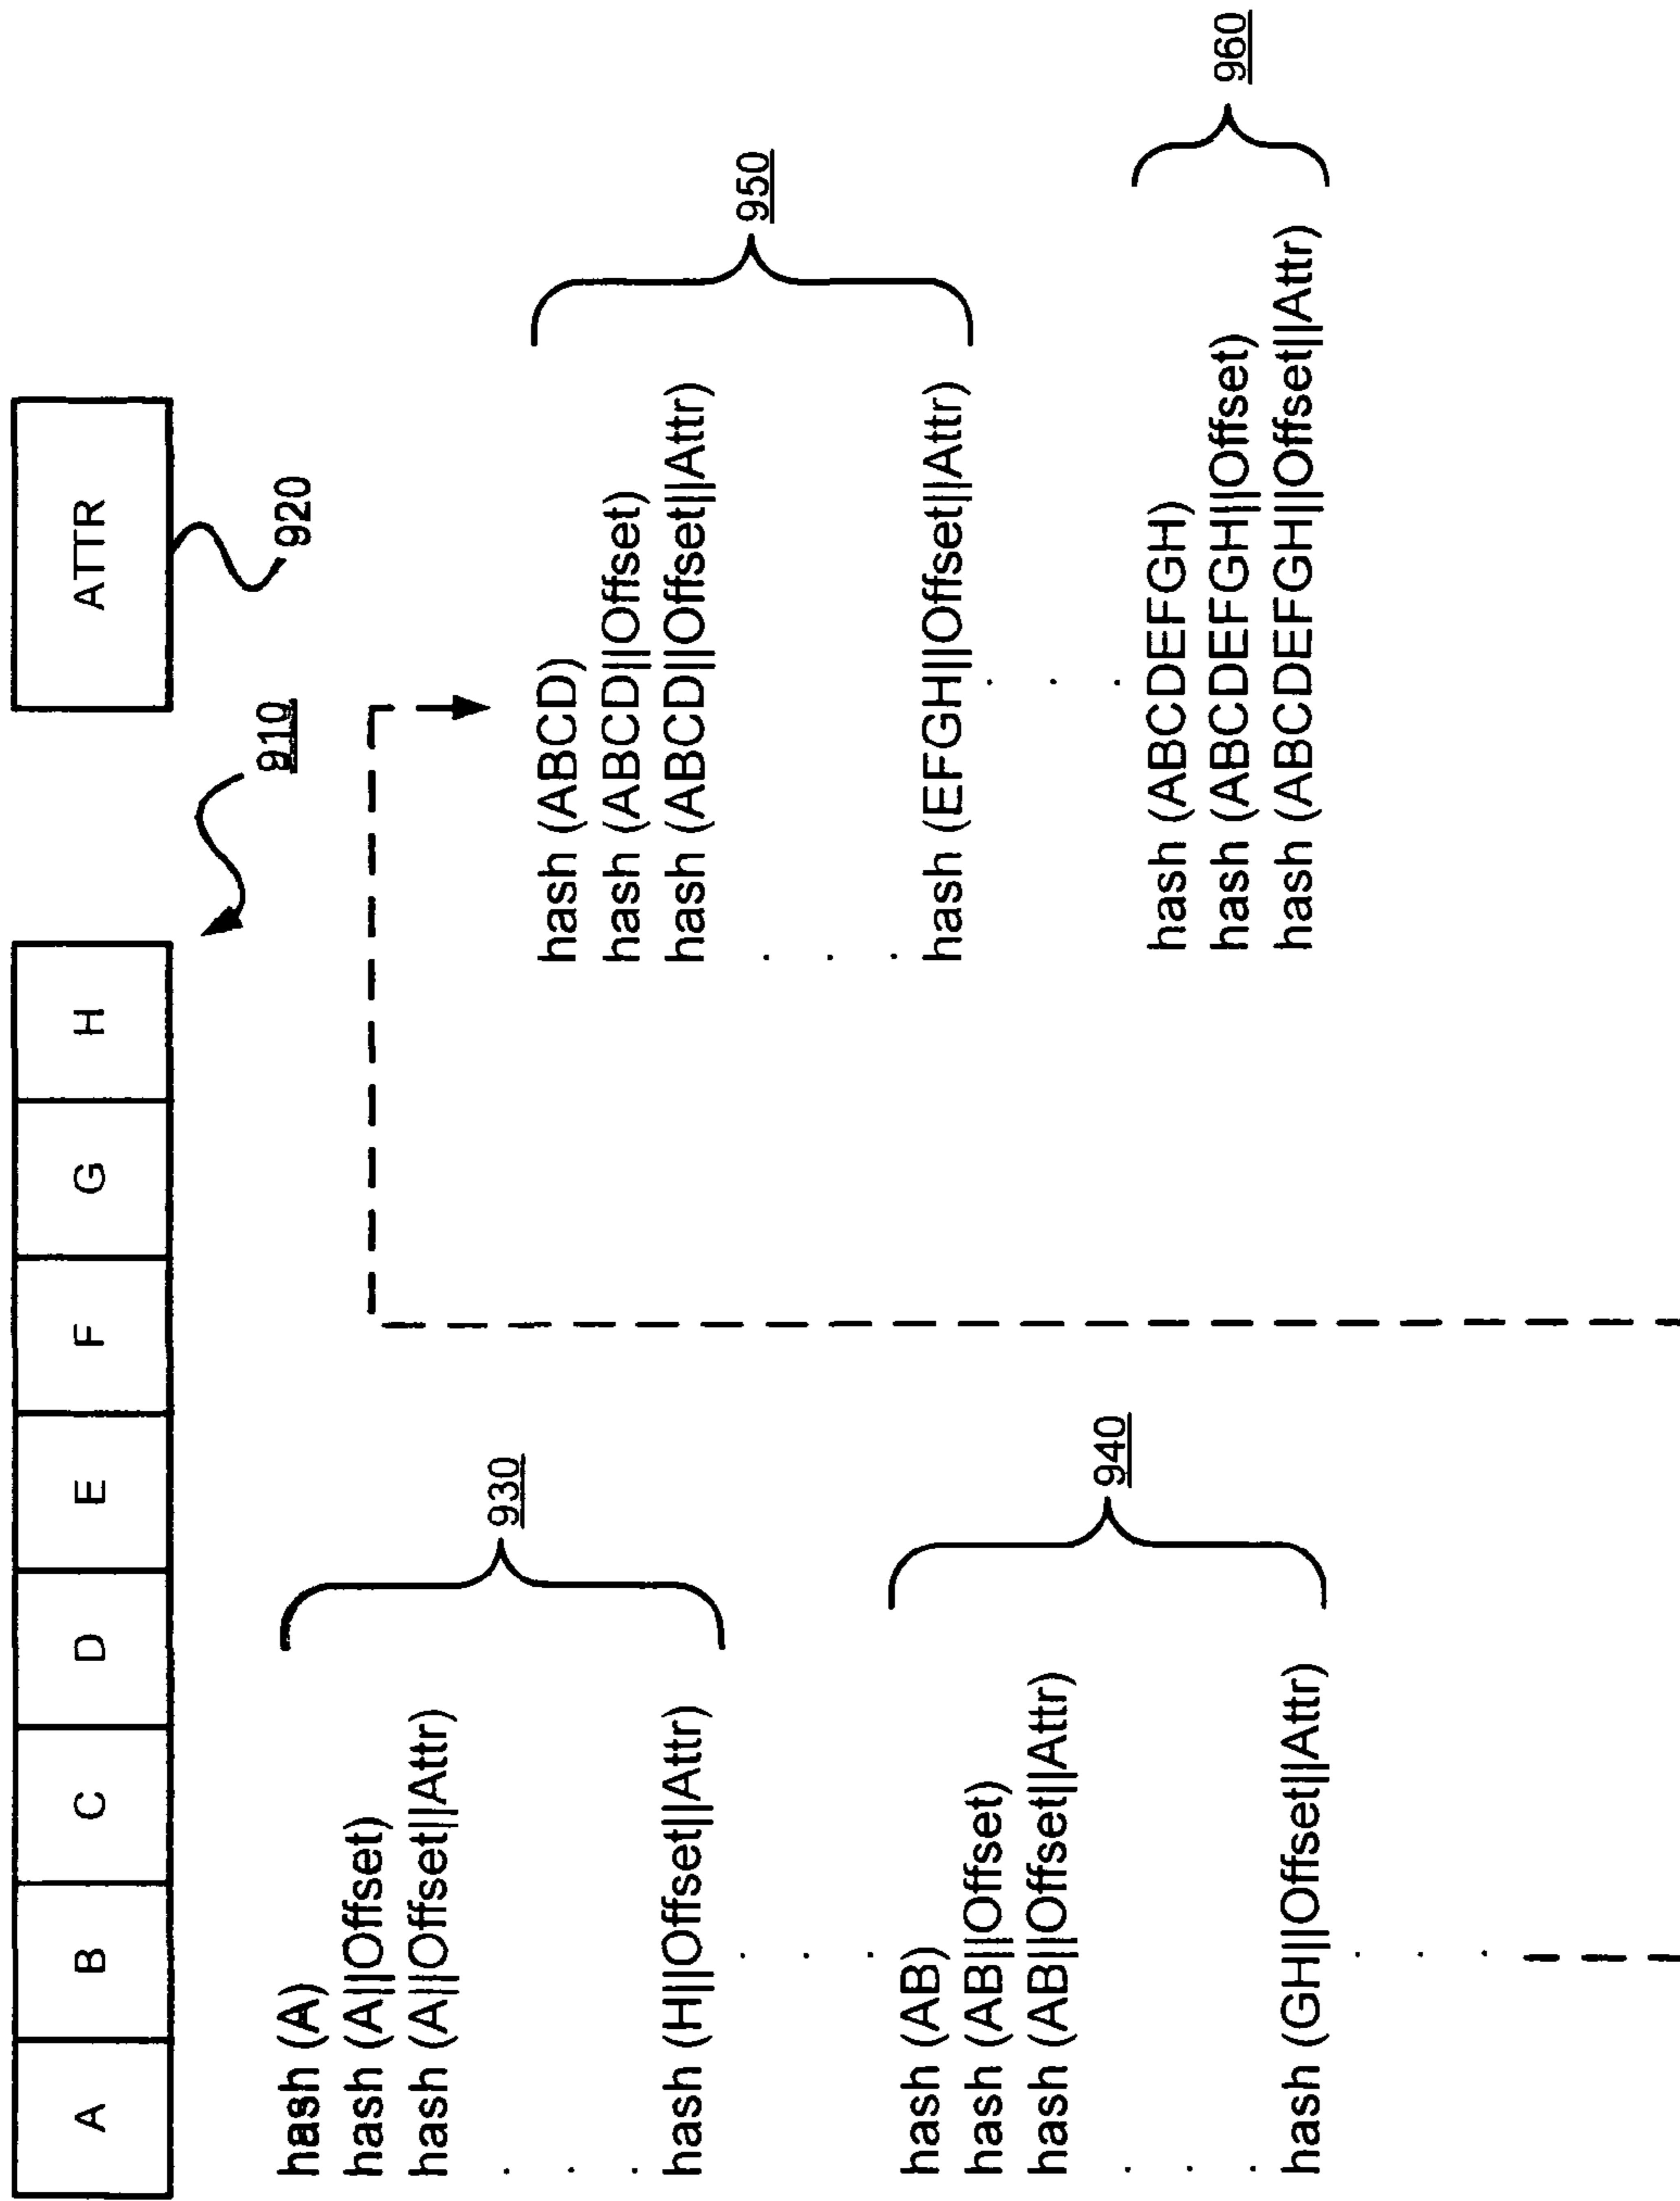 A B C D E F G H
ATTR
910
920
hash (A)
hash (A||Offset)
hash (A||Offset||Attr)
.
.
.
hash (H||Offset||Attr)
930
.
.
.
hash (AB)
hash (AB||Offset)
hash (AB||Offset||Attr)
.
.
.
hash (GH||Offset||Attr)
940
.
.
.
hash (ABCD)
hash (ABCD||Offset)
hash (ABCD||Offset||Attr)
.
.
.
hash (EFGH||Offset||Attr)
950
.
.
.
hash (ABCDEFGH)
hash (ABCDEFGH||Offset)
hash (ABCDEFGH||Offset||Attr)
960